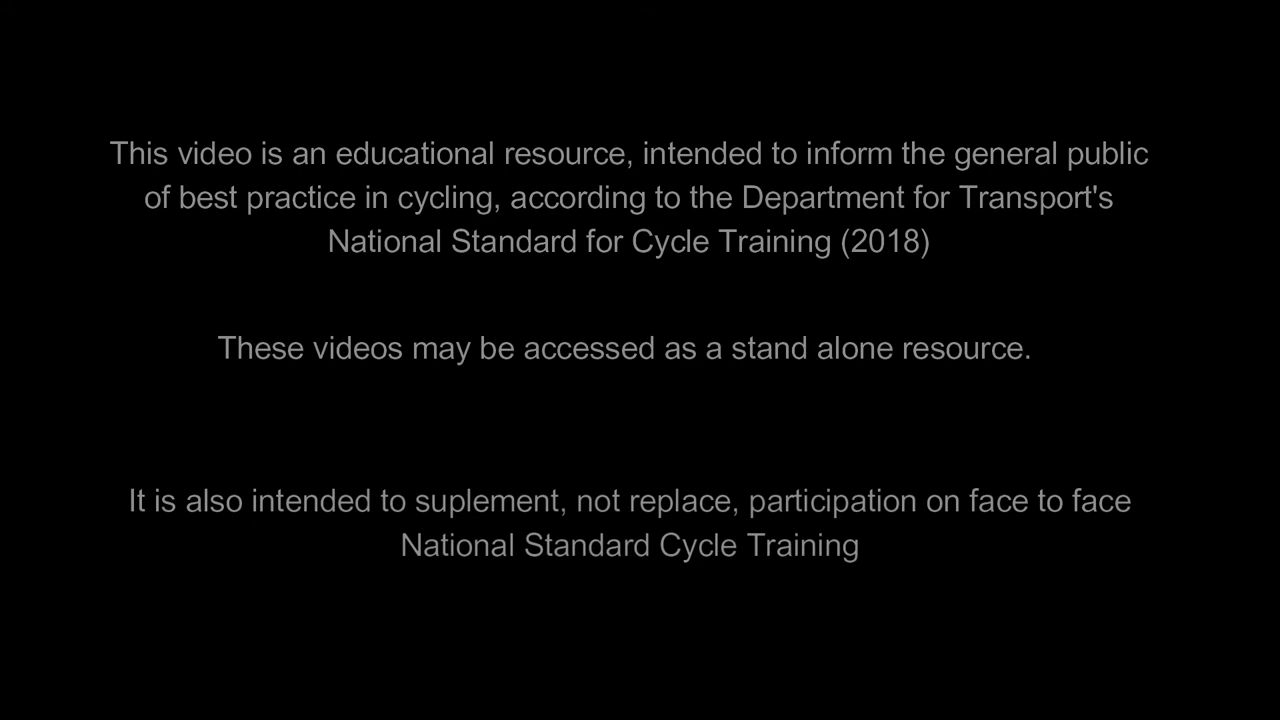 This video is an educational resource, intended to inform the general public
of best practice in cycling, according to the Department for Transport's
National Standard for Cycle Training (2018)
These videos may be accessed as a stand alone resource.
It is also intended to suplement, not replace, participation on face to face
National Standard Cycle Training